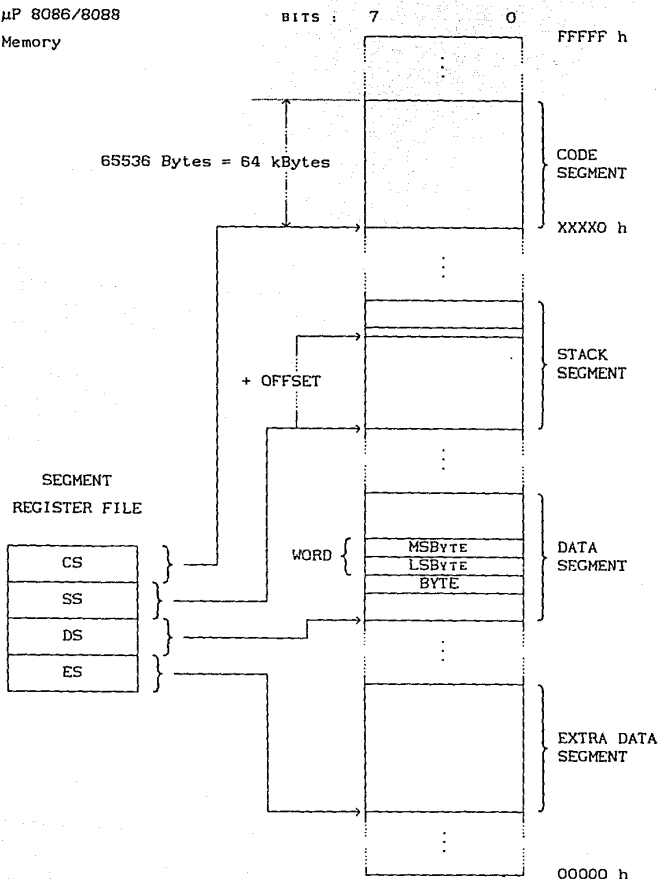 µP 8086/8088
Memory
BITS : 7 0
FFFFF h
65536 Bytes = 64 kBytes
CODE
SEGMENT
XXXX0 h
+ OFFSET
STACK
SEGMENT
SEGMENT
REGISTER FILE
CS
SS
DS
ES
WORD
MSBYTE
LSBYTE
BYTE
DATA
SEGMENT
EXTRA DATA
SEGMENT
00000 h